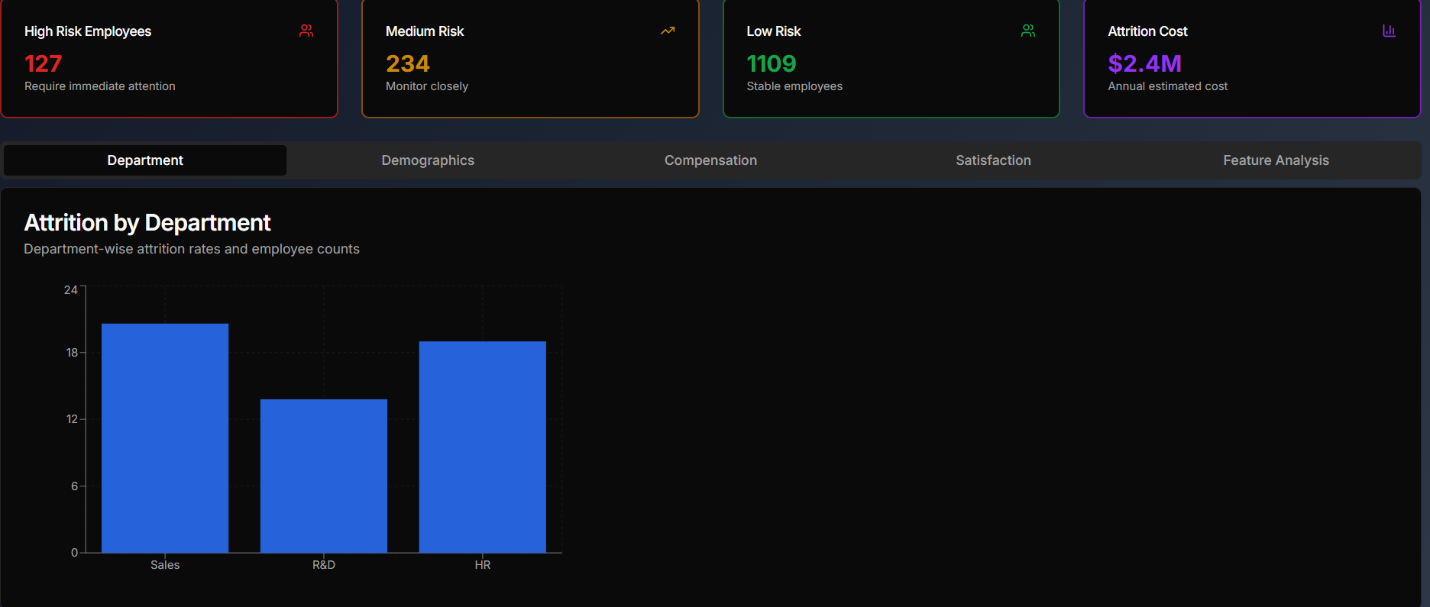 High Risk Employees
127
Require immediate attention
Medium Risk
234
Monitor closely
Low Risk
1109
Stable employees
Attrition Cost
$2.4M
Annual estimated cost
Department
Demographics
Compensation
Satisfaction
Feature Analysis
Attrition by Department
Department-wise attrition rates and employee counts
24
18
12
6
0
Sales
R&D
HR